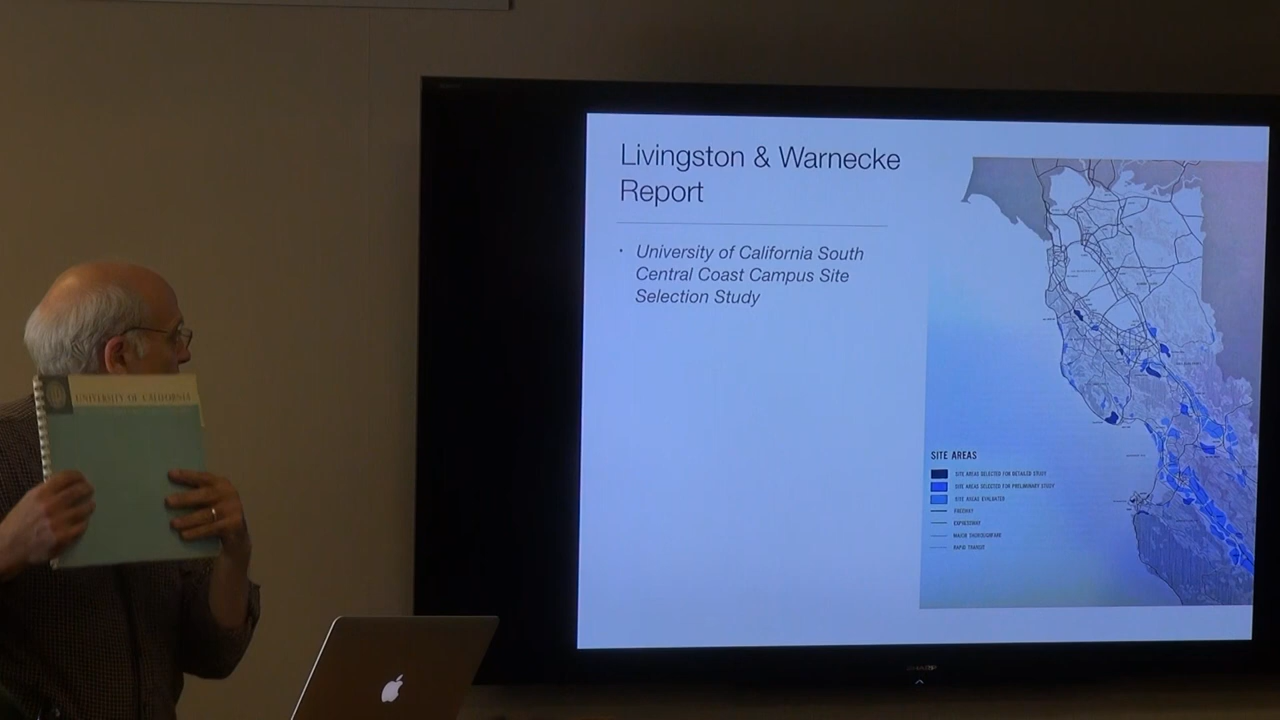 UNIVERSITY OF CALIFORNIA
Livingston & Warnecke
Report
• University of California South
Central Coast Campus Site
Selection Study
SITE AREAS
SITE AREAS SELECTED FOR DETAILED STUDY
SITE AREAS SELECTED FOR PRELIMINARY STUDY
SITE AREAS EVALUATED
FREEWAY
EXPRESSWAY
MAJOR THOROUGHFARE
RAPID TRANSIT
SHARP